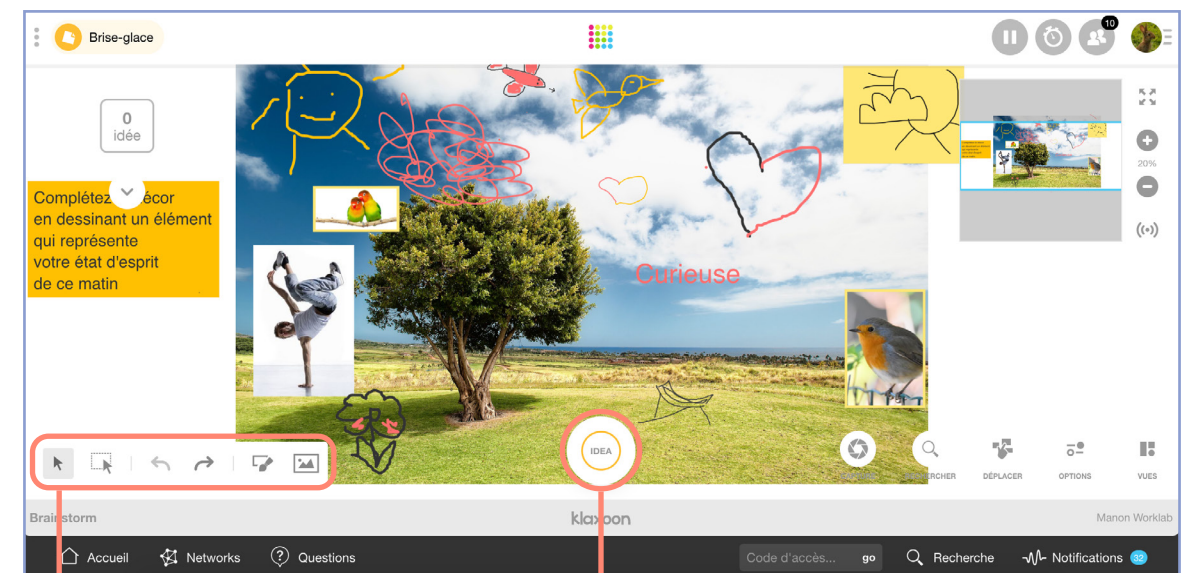 Brise-glace
10
0
idée
Complétez écor
en dessinant un élément
qui représente
votre état d'esprit
de ce matin
Curieuse
20%
IDEA
RECHERCHER
DÉPLACER
OPTIONS
VUES
Brainstorm
klaxoon
Manon Worklab
Accueil
Networks
Questions
Code d'accès...
go
Recherche
Notifications
32